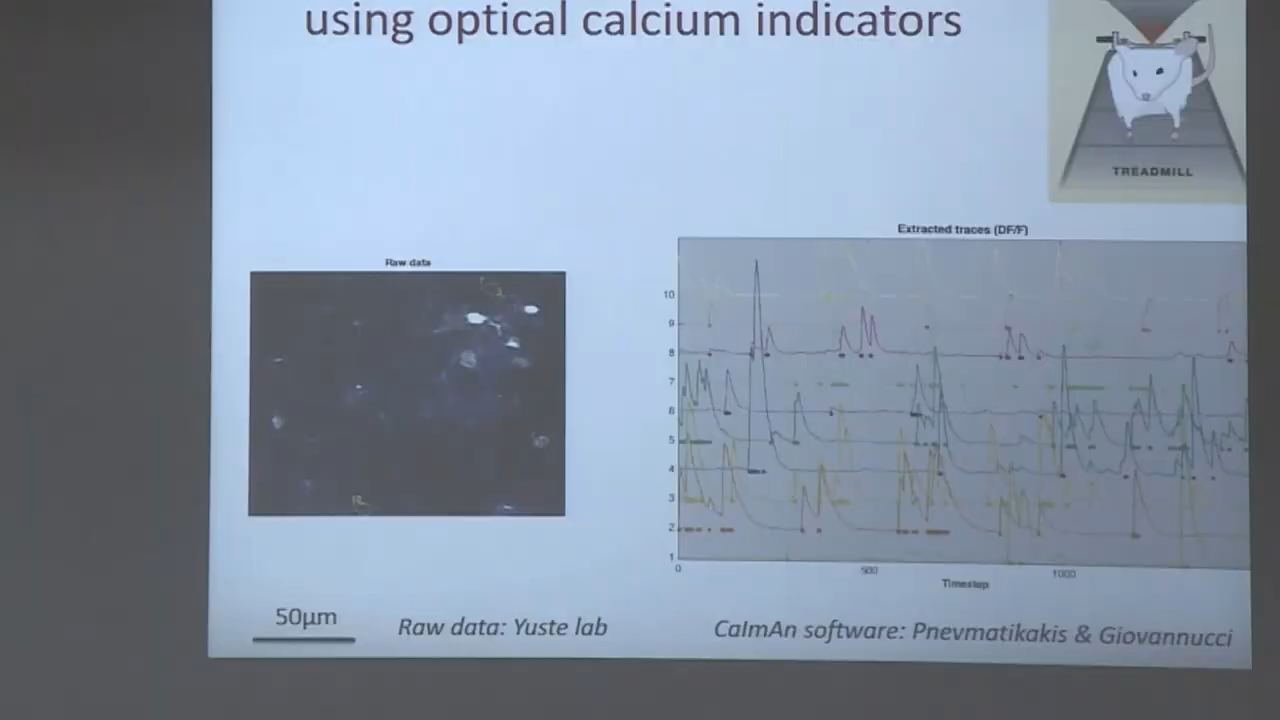 using optical calcium indicators
TREADMILL
Extracted traces (DF/F)
Raw data
10
9
8
7
6
5
4
3
2
1
0
500
1000
Timestep
50µm
Raw data: Yuste lab
CaImAn software: Pnevmatikakis & Giovannucci